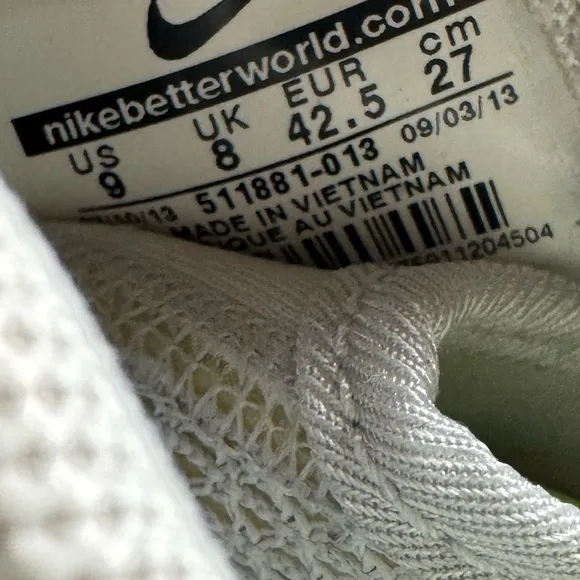 nikebetterworld.com
US UK EUR cm
9 8 42.5 27
511881-013 09/03/13
MADE IN VIETNAM
AU VIETNAM
11204504